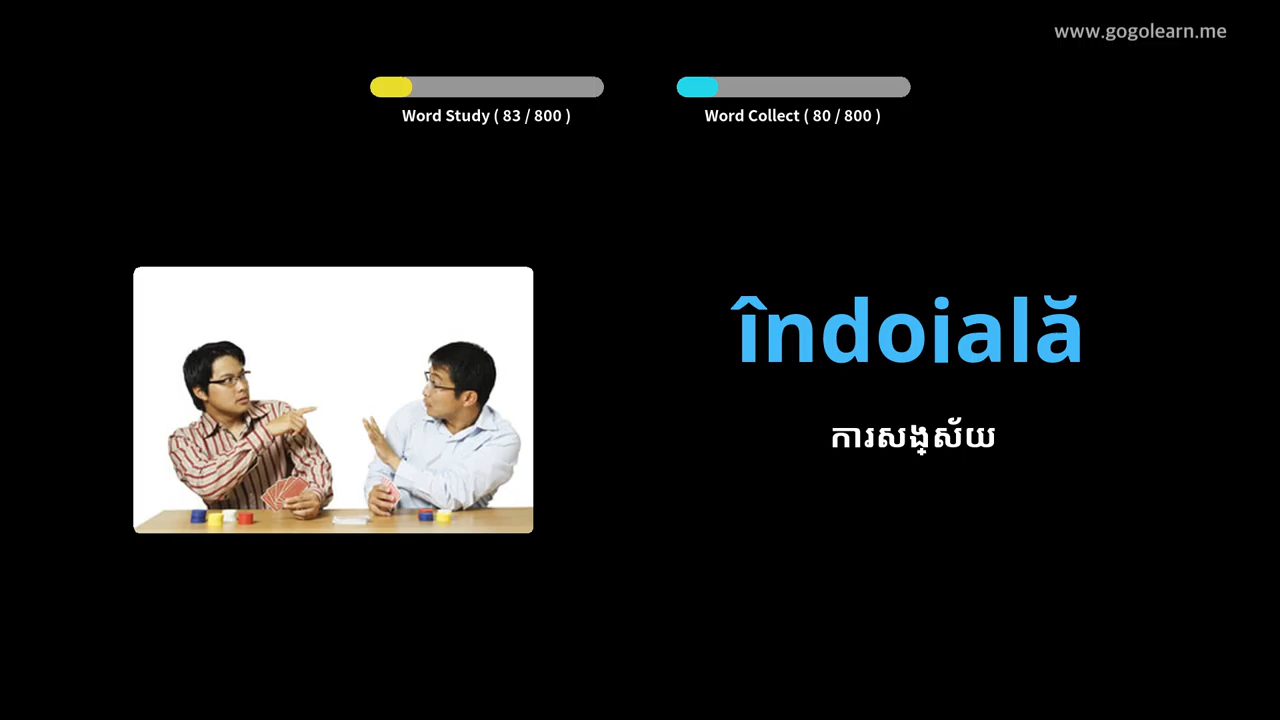 www.gogolearn.me
Word Study ( 83 / 800 )
Word Collect ( 80 / 800 )
îndoială
ការសង្ស័យ